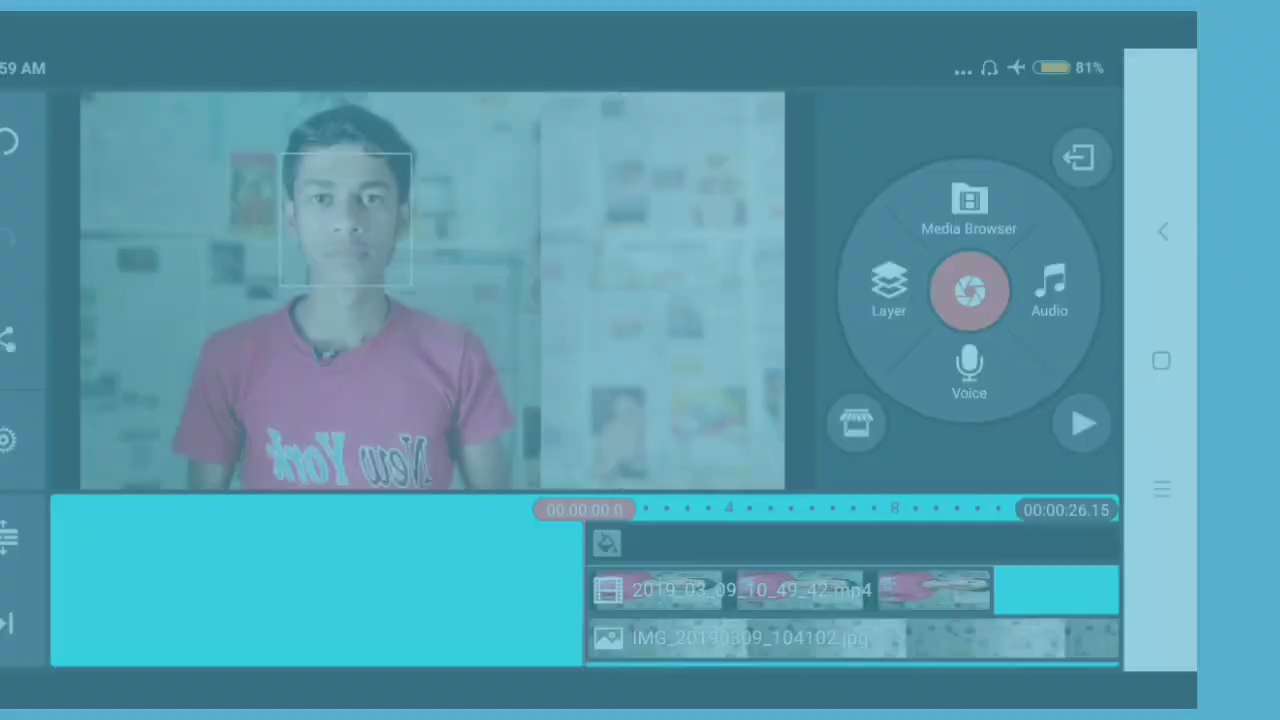 59 AM
... 81%
Media Browser
Layer
Audio
Voice
New York
00:00:00.0
4
8
00:00:26.15
2019_03_09_10_49_42.mp4
IMG_20190309_104102.jpg